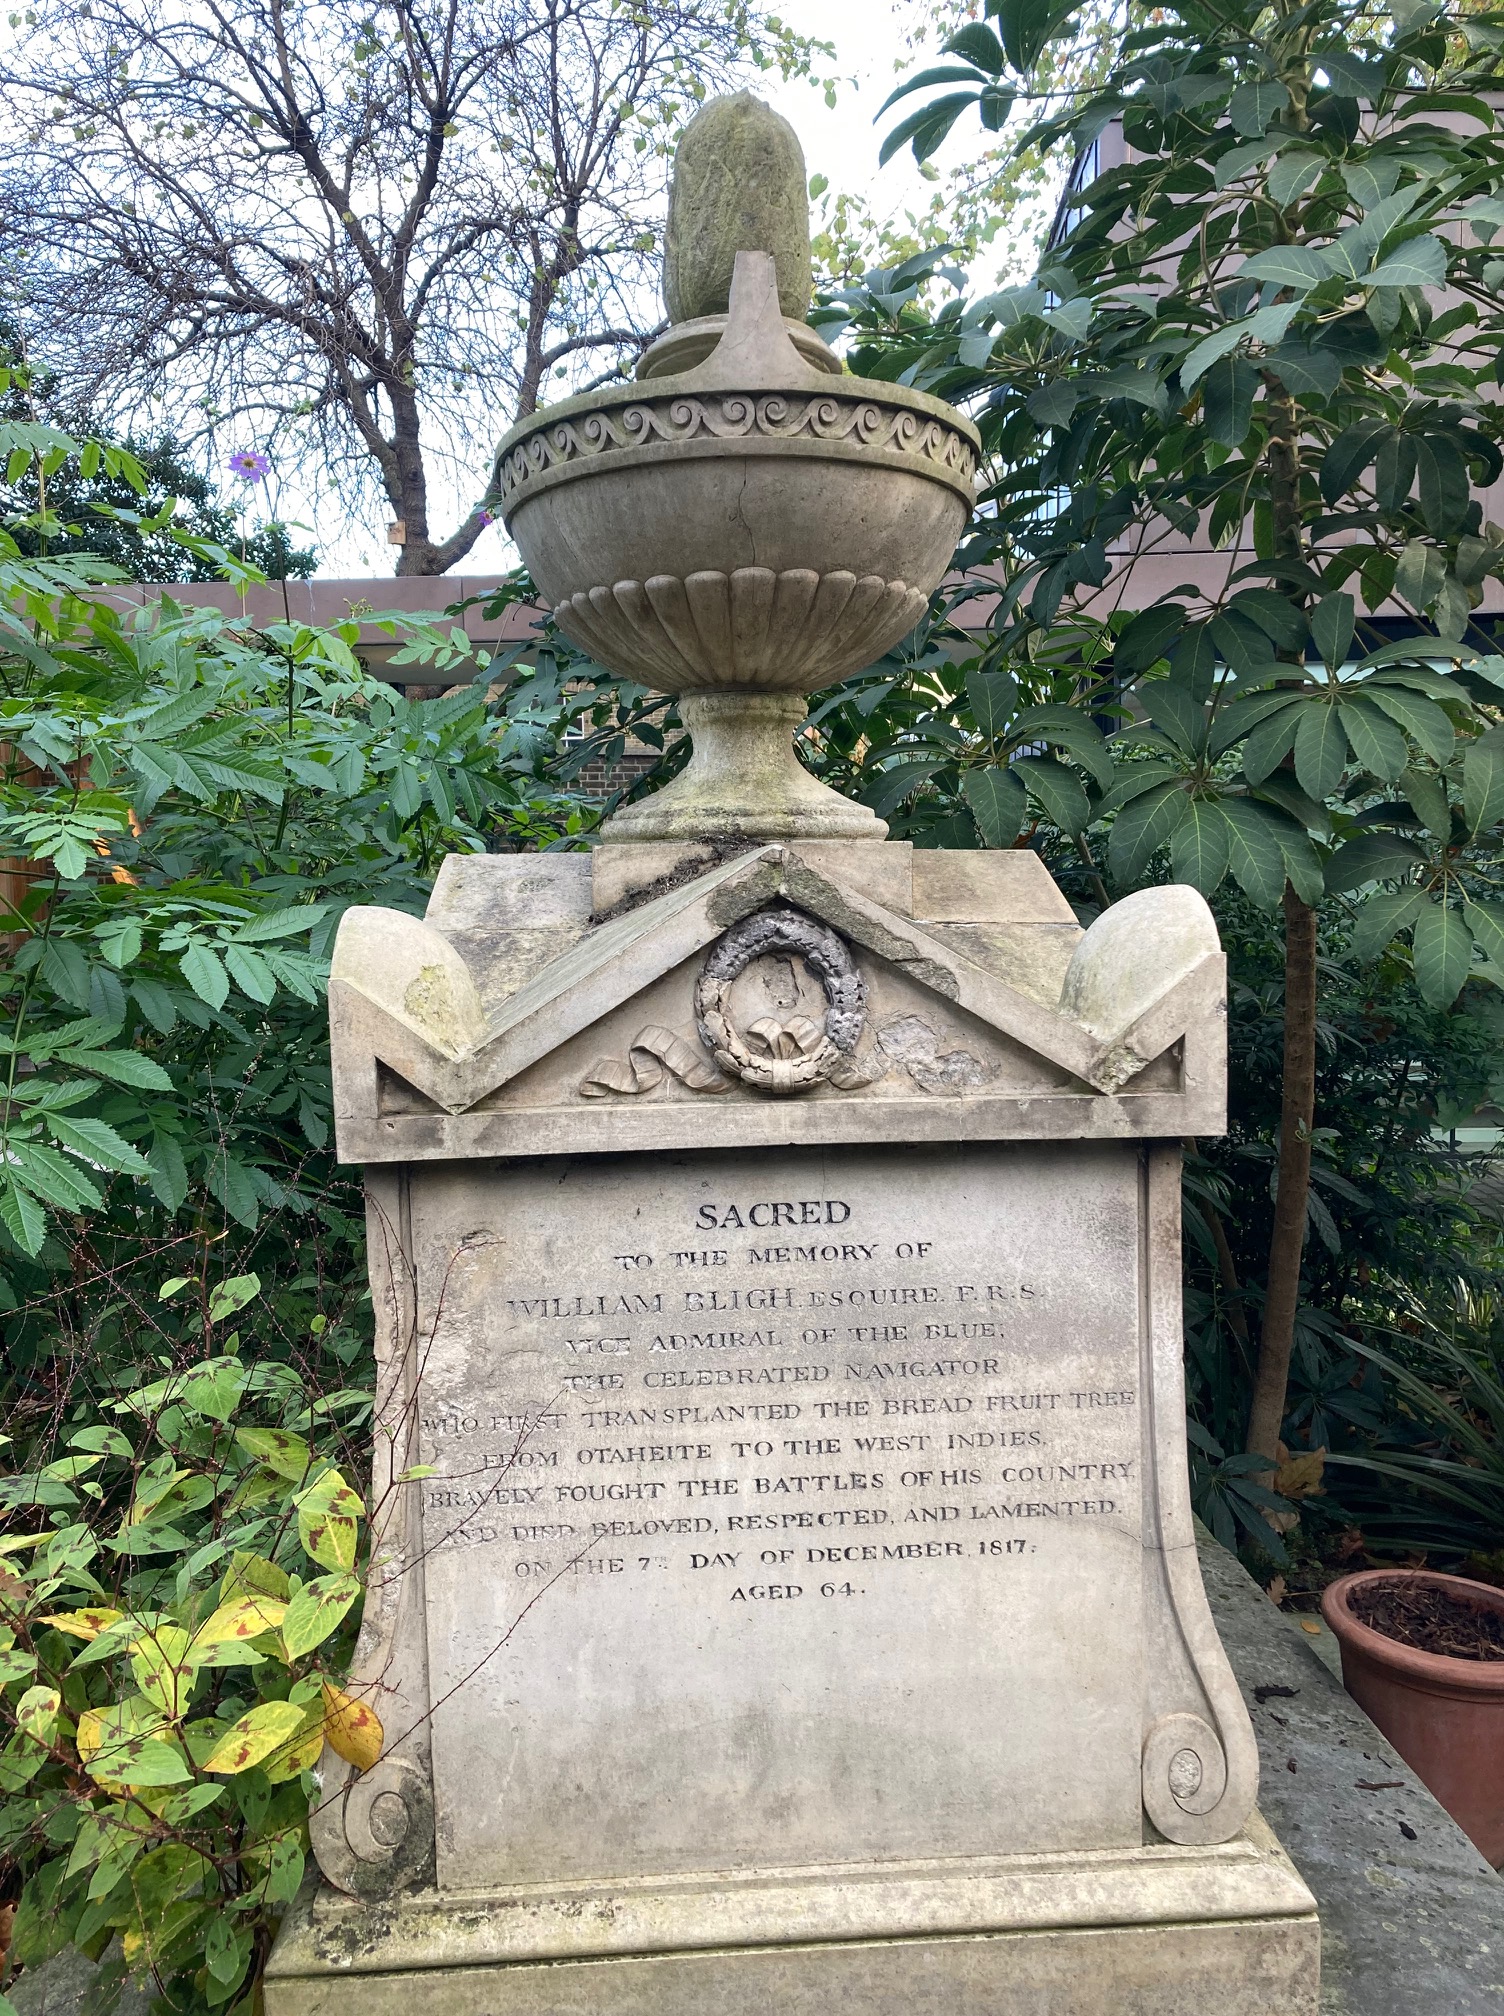 SACRED
TO THE MEMORY OF
WILLIAM BLIGH, ESQUIRE, F.R.S.
VICE ADMIRAL OF THE BLUE;
THE CELEBRATED NAVIGATOR
WHO FIRST TRANSPLANTED THE BREAD FRUIT TREE
FROM OTAHEITE TO THE WEST INDIES,
BRAVELY FOUGHT THE BATTLES OF HIS COUNTRY,
AND DIED BELOVED, RESPECTED, AND LAMENTED,
ON THE 7TH DAY OF DECEMBER, 1817,
AGED 64.